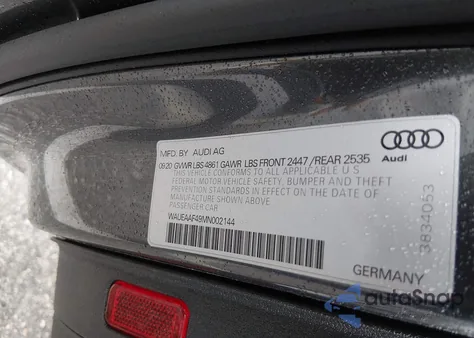 MFD. BY AUDI AG
08/20 GVWR LBS 4861 GAWR LBS FRONT 2447 / REAR 2535
THIS VEHICLE CONFORMS TO ALL APPLICABLE U S
FEDERAL MOTOR VEHICLE SAFETY, BUMPER AND THEFT
PREVENTION STANDARDS IN EFFECT ON THE DATE OF
MANUFACTURE SHOWN ABOVE.
PASSENGER CAR
WAUEAAF49MN002144
Audi
3834053
GERMANY
autoSnap